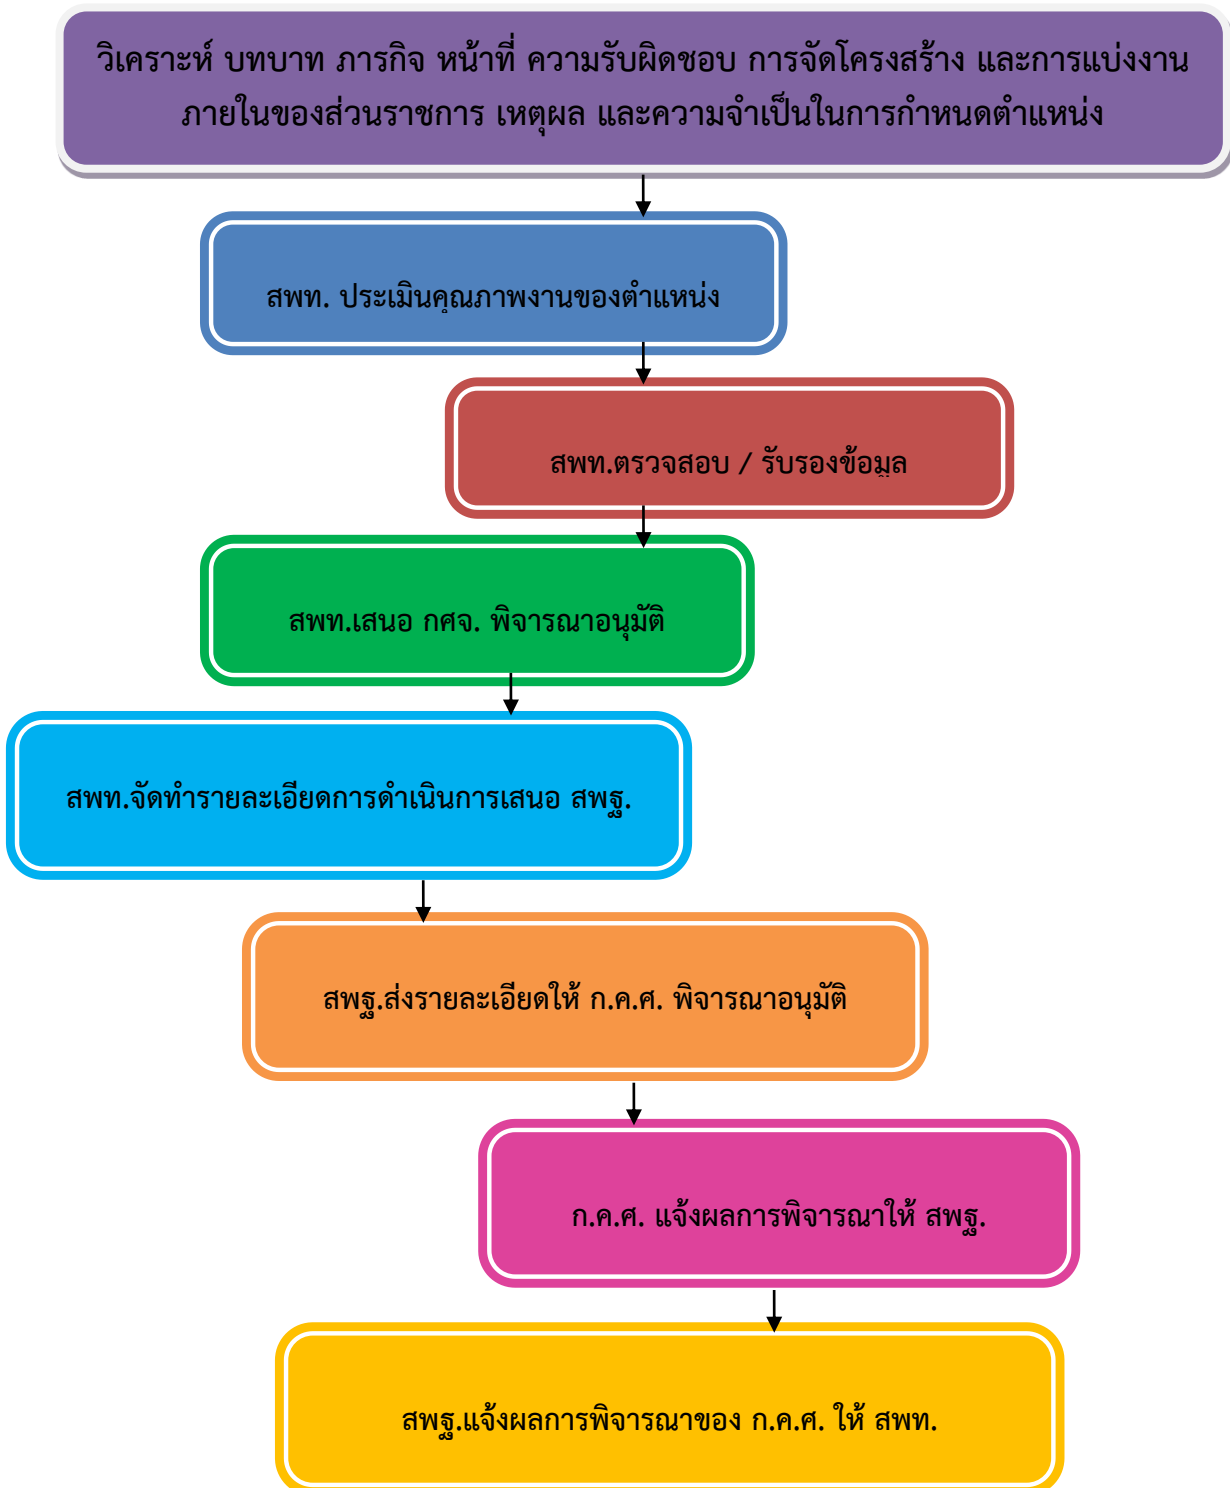 วิเคราะห์ บทบาท ภารกิจ หน้าที่ ความรับผิดชอบ การจัดโครงสร้าง และการแบ่งงาน
ภายในของส่วนราชการ เหตุผล และความจำเป็นในการกำหนดตำแหน่ง
สพท. ประเมินคุณภาพงานของตำแหน่ง
สพท.ตรวจสอบ / รับรองข้อมูล
สพท.เสนอ กศจ. พิจารณาอนุมัติ
สพท.จัดทำรายละเอียดการดำเนินการเสนอ สพฐ.
สพฐ.ส่งรายละเอียดให้ ก.ค.ศ. พิจารณาอนุมัติ
ก.ค.ศ. แจ้งผลการพิจารณาให้ สพฐ.
สพฐ.แจ้งผลการพิจารณาของ ก.ค.ศ. ให้ สพท.